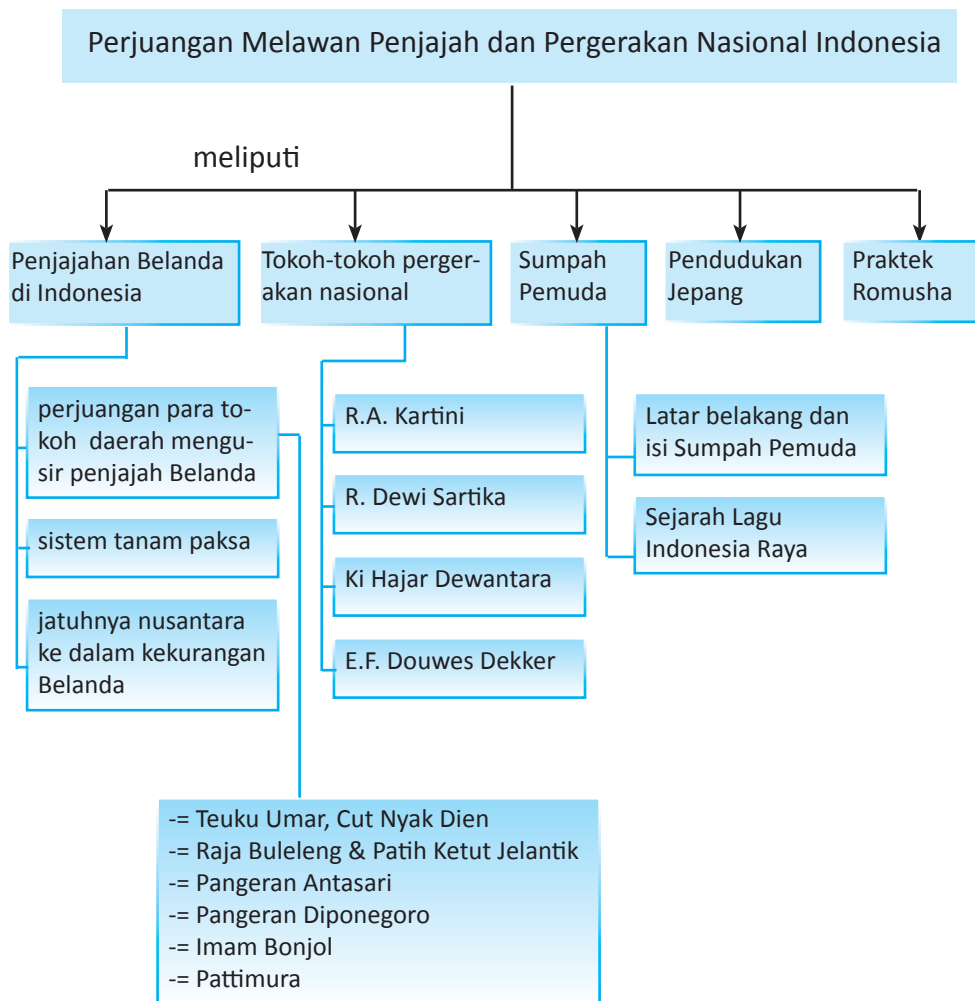 Perjuangan Melawan Penjajah dan Pergerakan Nasional Indonesia
meliputi
Penjajahan Belanda
di Indonesia
Tokoh-tokoh perger-
akan nasional
Sumpah
Pemuda
Pendudukan
Jepang
Praktek
Romusha
perjuangan para to-
koh daerah mengu-
sir penjajah Belanda
sistem tanam paksa
jatuhnya nusantara
ke dalam kekurangan
Belanda
R.A. Kartini
R. Dewi Sartika
Ki Hajar Dewantara
E.F. Douwes Dekker
Latar belakang dan
isi Sumpah Pemuda
Sejarah Lagu
Indonesia Raya
-= Teuku Umar, Cut Nyak Dien
-= Raja Buleleng & Patih Ketut Jelantik
-= Pangeran Antasari
-= Pangeran Diponegoro
-= Imam Bonjol
-= Pattimura